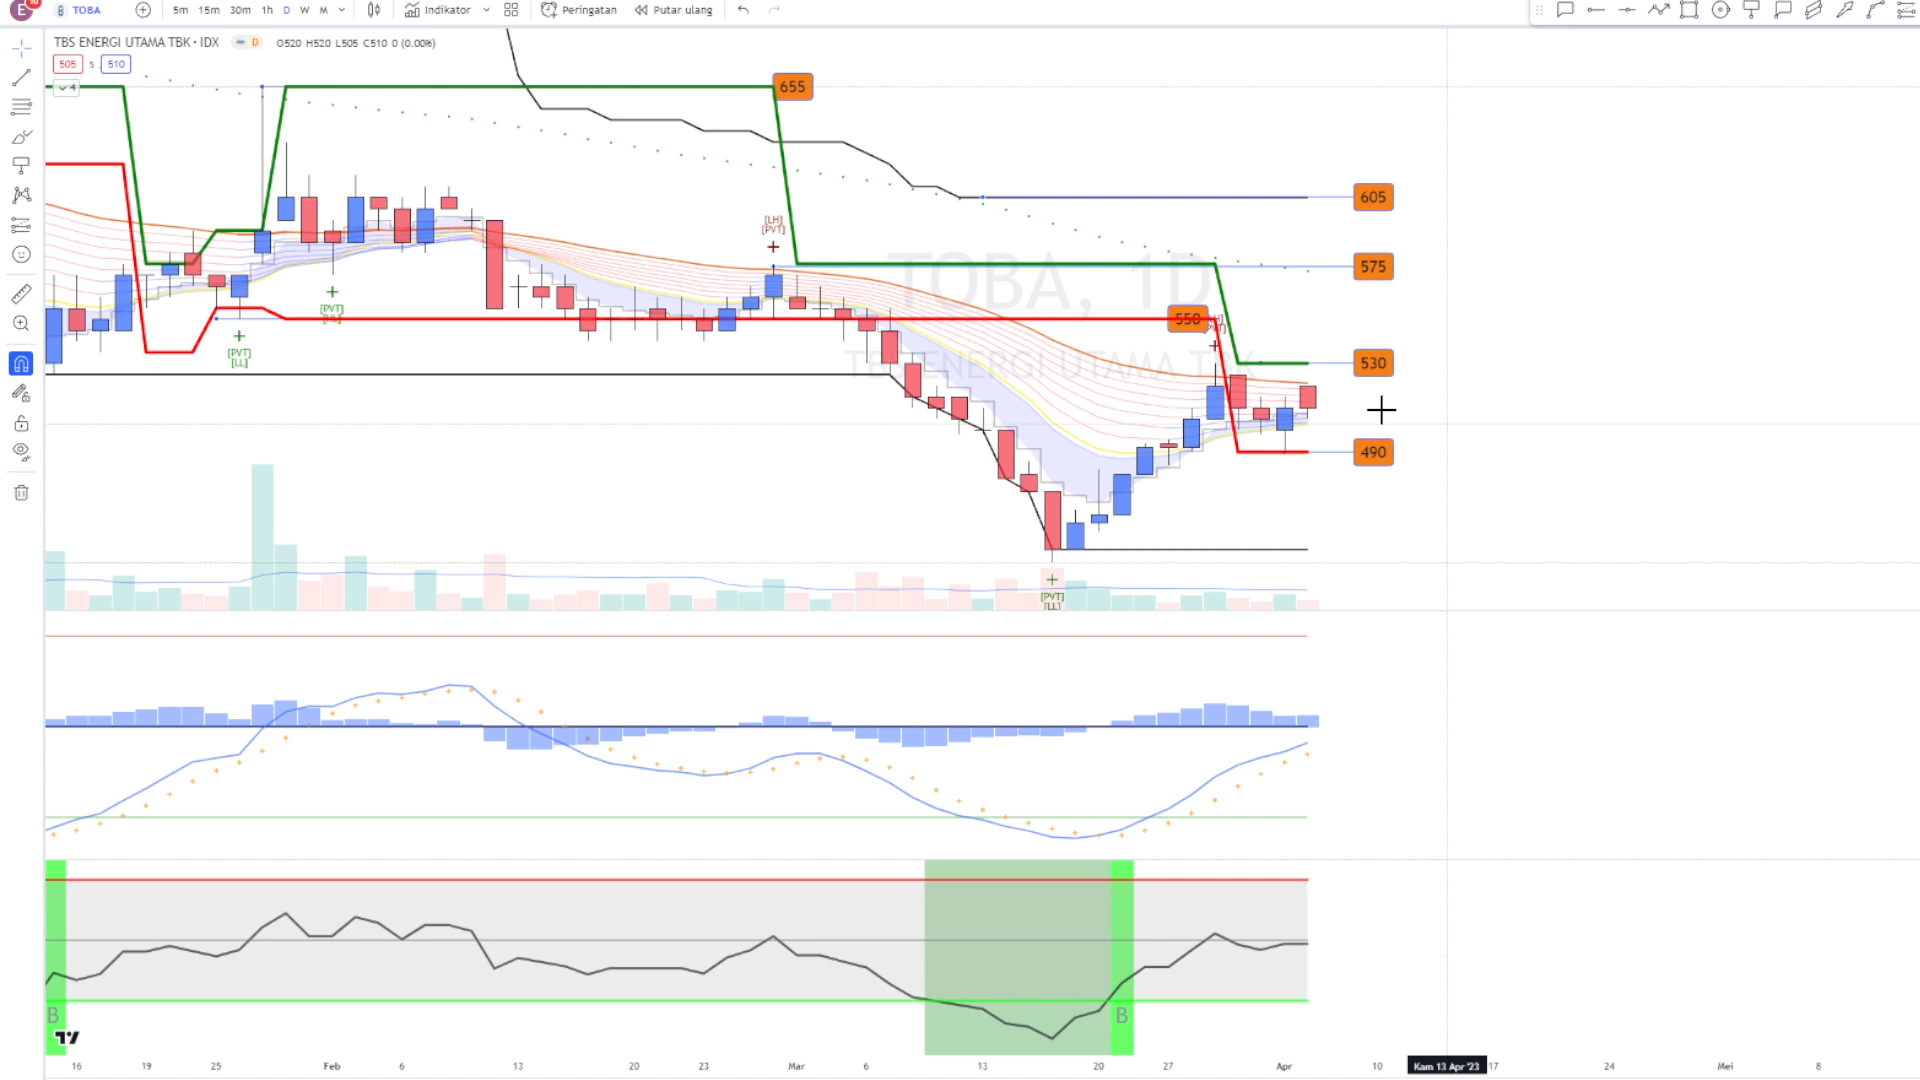 E
TOBA
5m 15m 30m 1h D W M
Indikator
Peringatan
Putar ulang
TBS ENERGI UTAMA TBK • IDX
D
O520 H520 L505 C510 0 (0.00%)
505
5
510
4
655
605
[LH]
[PVT]
575
TOBA, 1D
550
[PVT]
[LL]
[PVT]
[LL]
TBS ENERGI UTAMA TBK
530
490
[PVT]
[LL]
B
B
16 19 25 Feb 6 13 20 23 Mar 6 13 20 27 Apr 10 Kam 13 Apr '23 17 24 Mei 8